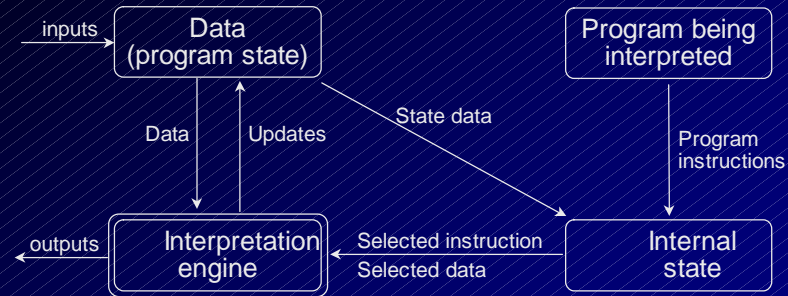 inputs
Data
(program state)
Program being
interpreted
Data
Updates
State data
Program
instructions
outputs
Interpretation
engine
Selected instruction
Selected data
Internal
state